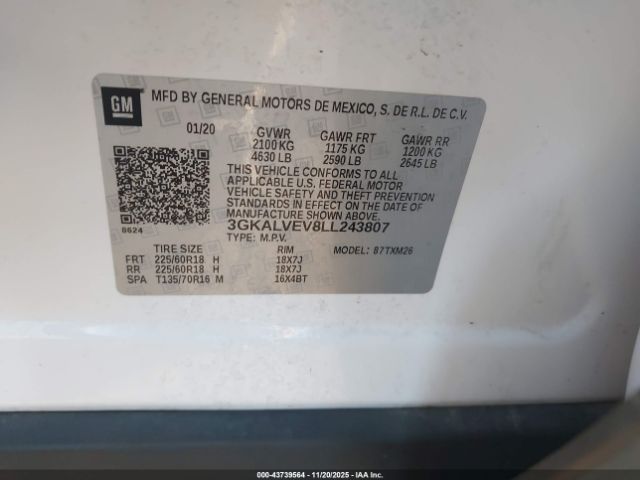 GM MFD BY GENERAL MOTORS DE MEXICO, S. DE R.L. DE C.V.
01/20 GVWR GAWR FRT GAWR RR
2100 KG 1175 KG 1200 KG
4630 LB 2590 LB 2645 LB
THIS VEHICLE CONFORMS TO ALL
APPLICABLE U.S. FEDERAL MOTOR
VEHICLE SAFETY AND THEFT PREVENTION
STANDARDS IN EFFECT ON THE DATE OF
MANUFACTURE SHOWN ABOVE.
0624 3GKALVEV8LL243807
TYPE: M.P.V. MODEL: 87TXM26
TIRE SIZE RIM
FRT 225/60R18 H 18X7J
RR 225/60R18 H 18X7J
SPA T135/70R16 M 16X4BT
000-43739564 - 11/20/2025 - IAA Inc.